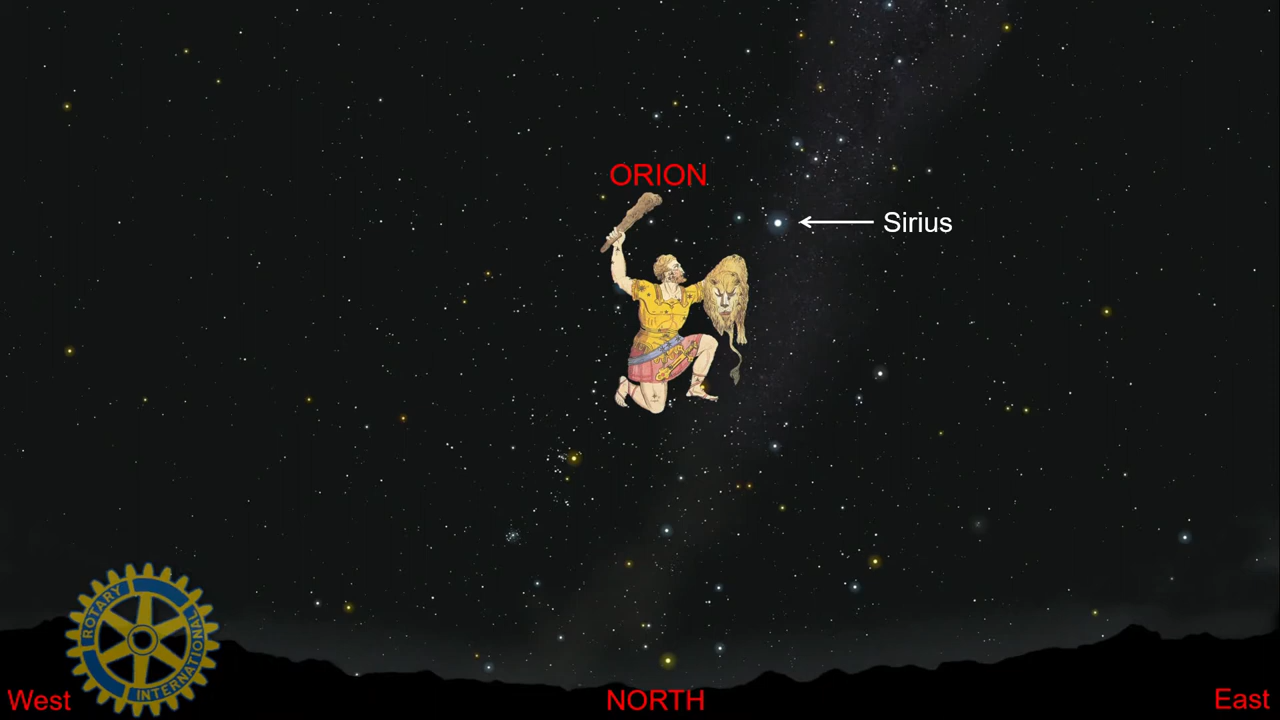 ORION
Sirius
ROTARY
INTERNATIONAL
West
NORTH
East